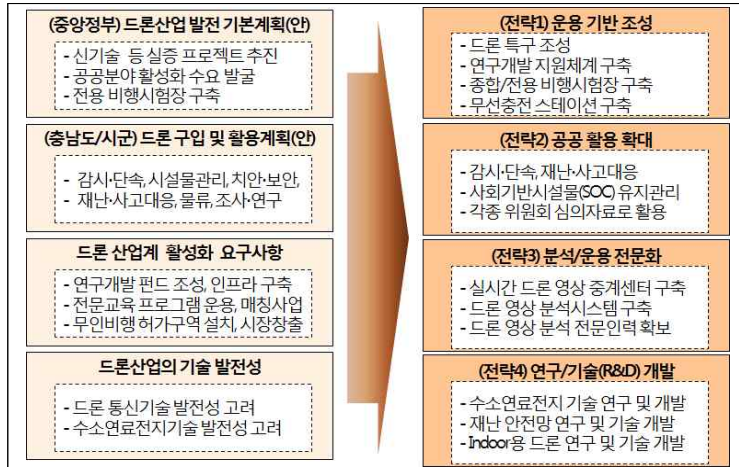 (중앙정부) 드론산업 발전 기본계획(안)
- 신기술 등 실증 프로젝트 추진
- 공공분야 활성화 수요 발굴
- 전용 비행시험장 구축
(충남도/시군) 드론 구입 및 활용계획(안)
- 감시·단속, 시설물관리, 치안·보안,
- 재난·사고대응, 물류, 조사·연구
드론 산업계 활성화 요구사항
- 연구개발 펀드 조성, 인프라 구축
- 전문교육 프로그램 운용, 매칭사업
- 무인비행 허가구역 설치, 시장창출
드론산업의 기술 발전성
- 드론 통신기술 발전성 고려
- 수소연료전지기술 발전성 고려
(전략1) 운용 기반 조성
- 드론 특구 조성
- 연구개발 지원체계 구축
- 종합/전용 비행시험장 구축
- 무선충전 스테이션 구축
(전략2) 공공 활용 확대
- 감시·단속, 재난·사고대응
- 사회기반시설물(SOC) 유지관리
- 각종 위원회 심의자료로 활용
(전략3) 분석/운용 전문화
- 실시간 드론 영상 중계센터 구축
- 드론 영상 분석시스템 구축
- 드론 영상 분석 전문인력 확보
(전략4) 연구/기술(R&D) 개발
- 수소연료전지 기술 연구 및 개발
- 재난 안전망 연구 및 기술 개발
- Indoor용 드론 연구 및 기술 개발